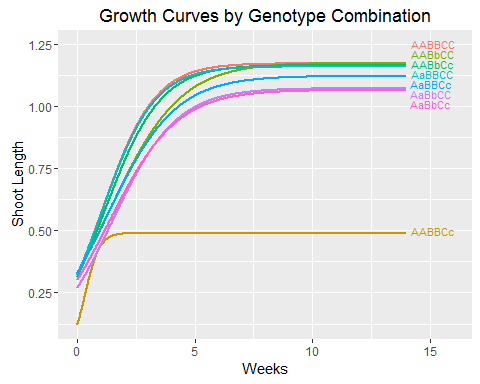 Growth Curves by Genotype Combination
Shoot Length
1.25
1.00
0.75
0.50
0.25
AABBCC
AABbCC
AABbCc
AaBBCC
AaBBCc
AaBbCC
AaBbCc
AABBCc
0
5
10
15
Weeks